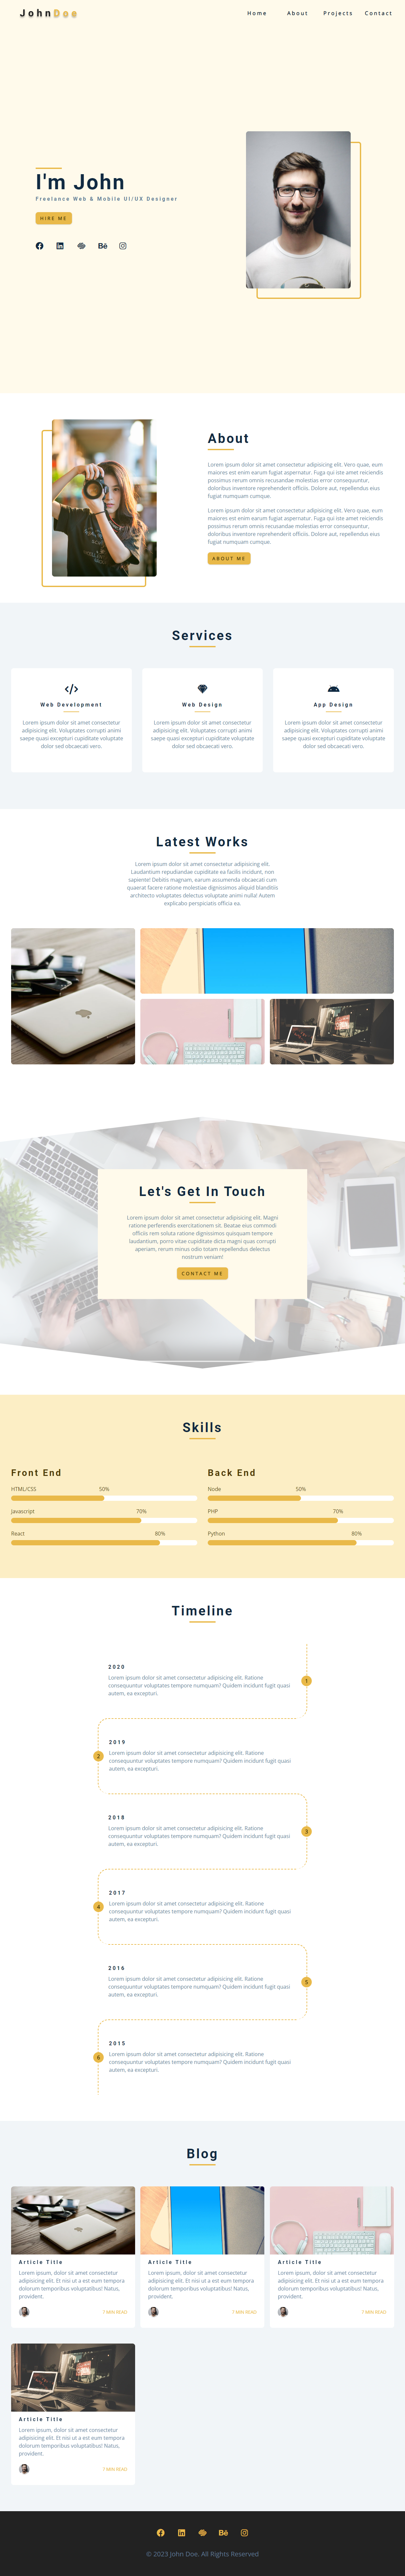 JohnDoe
Home About Projects Contact
I'm John
Freelance Web & Mobile UI/UX Designer
HIRE ME
About
Lorem ipsum dolor sit amet consectetur adipisicing elit. Vero quae, eum
maiores est enim earum fugiat aspernatur. Fuga qui iste amet reiciendis
possimus rerum omnis recusandae molestias error consequuntur,
doloribus inventore reprehenderit officiis. Dolore aut, repellendus eius
fugiat numquam cumque.
Lorem ipsum dolor sit amet consectetur adipisicing elit. Vero quae, eum
maiores est enim earum fugiat aspernatur. Fuga qui iste amet reiciendis
possimus rerum omnis recusandae molestias error consequuntur,
doloribus inventore reprehenderit officiis. Dolore aut, repellendus eius
fugiat numquam cumque.
ABOUT ME
Services
Web Development
Lorem ipsum dolor sit amet consectetur
adipisicing elit. Voluptates corrupti animi
saepe quasi excepturi cupiditate voluptate
dolor sed obcaecati vero.
Web Design
Lorem ipsum dolor sit amet consectetur
adipisicing elit. Voluptates corrupti animi
saepe quasi excepturi cupiditate voluptate
dolor sed obcaecati vero.
App Design
Lorem ipsum dolor sit amet consectetur
adipisicing elit. Voluptates corrupti animi
saepe quasi excepturi cupiditate voluptate
dolor sed obcaecati vero.
Latest Works
Lorem ipsum dolor sit amet consectetur adipisicing elit.
Laudantium repudiandae cupiditate ea facilis incidunt, non
sapiente! Debitis magnam, earum assumenda obcaecati cum
quaerat facere ratione molestiae dignissimos aliquid blanditiis
architecto voluptates delectus voluptate animi nulla! Autem
explicabo perspiciatis officia ea.
Let's Get In Touch
Lorem ipsum dolor sit amet consectetur adipisicing elit. Magni
ratione perferendis exercitationem sit. Beatae eius commodi
officiis rem soluta ratione dignissimos quisquam tempore
laudantium, porro vitae cupiditate dicta magni quas corrupti
aperiam, rerum minus odio totam repellendus delectus
nostrum veniam!
CONTACT ME
Skills
Front End
HTML/CSS 50%
Javascript 70%
React 80%
Back End
Node 50%
PHP 70%
Python 80%
Timeline
2020
Lorem ipsum dolor sit amet consectetur adipisicing elit. Ratione
consequuntur voluptates tempore numquam? Quidem incidunt fugit quasi
autem, ea excepturi.
1
2019
Lorem ipsum dolor sit amet consectetur adipisicing elit. Ratione
consequuntur voluptates tempore numquam? Quidem incidunt fugit quasi
autem, ea excepturi.
2
2018
Lorem ipsum dolor sit amet consectetur adipisicing elit. Ratione
consequuntur voluptates tempore numquam? Quidem incidunt fugit quasi
autem, ea excepturi.
3
2017
Lorem ipsum dolor sit amet consectetur adipisicing elit. Ratione
consequuntur voluptates tempore numquam? Quidem incidunt fugit quasi
autem, ea excepturi.
4
2016
Lorem ipsum dolor sit amet consectetur adipisicing elit. Ratione
consequuntur voluptates tempore numquam? Quidem incidunt fugit quasi
autem, ea excepturi.
5
2015
Lorem ipsum dolor sit amet consectetur adipisicing elit. Ratione
consequuntur voluptates tempore numquam? Quidem incidunt fugit quasi
autem, ea excepturi.
6
Blog
Article Title
Lorem ipsum, dolor sit amet consectetur
adipisicing elit. Et nisi ut a est eum tempora
dolorum temporibus voluptatibus! Natus,
provident.
7 MIN READ
Article Title
Lorem ipsum, dolor sit amet consectetur
adipisicing elit. Et nisi ut a est eum tempora
dolorum temporibus voluptatibus! Natus,
provident.
7 MIN READ
Article Title
Lorem ipsum, dolor sit amet consectetur
adipisicing elit. Et nisi ut a est eum tempora
dolorum temporibus voluptatibus! Natus,
provident.
7 MIN READ
Article Title
Lorem ipsum, dolor sit amet consectetur
adipisicing elit. Et nisi ut a est eum tempora
dolorum temporibus voluptatibus! Natus,
provident.
7 MIN READ
© 2023 John Doe. All Rights Reserved